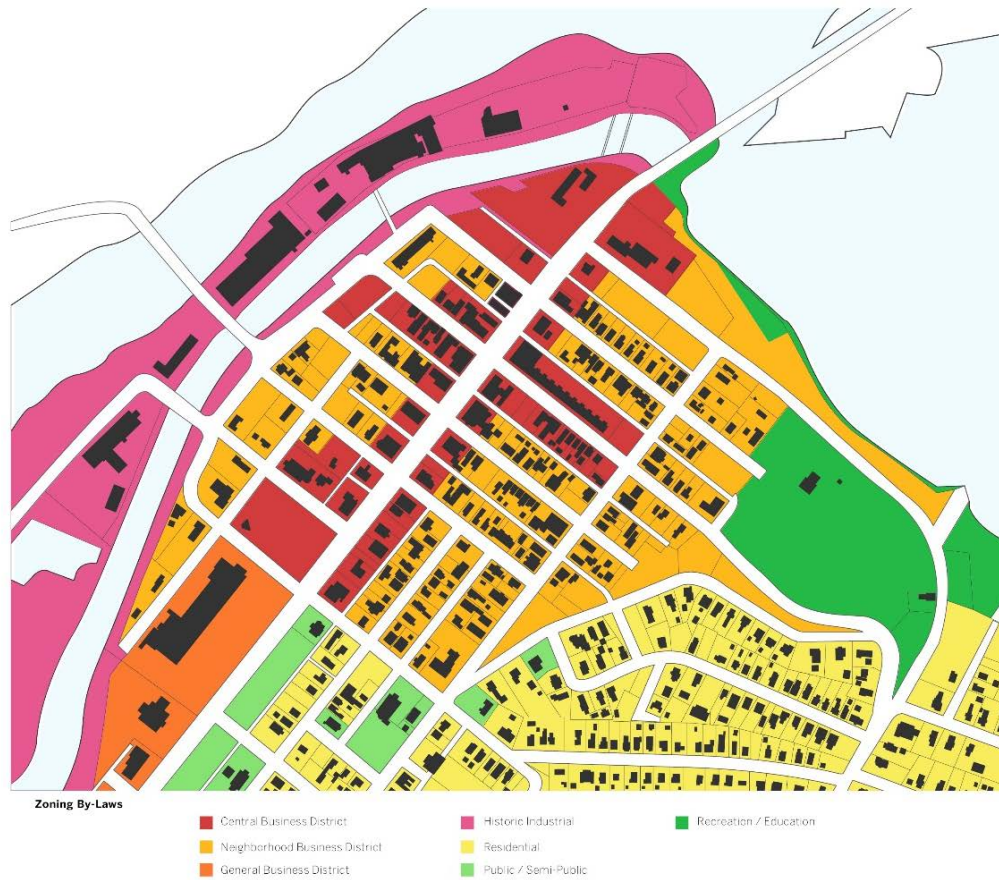 Zoning By-Laws
Central Business District
Neighborhood Business District
General Business District
Historic Industrial
Residential
Public / Semi-Public
Recreation / Education